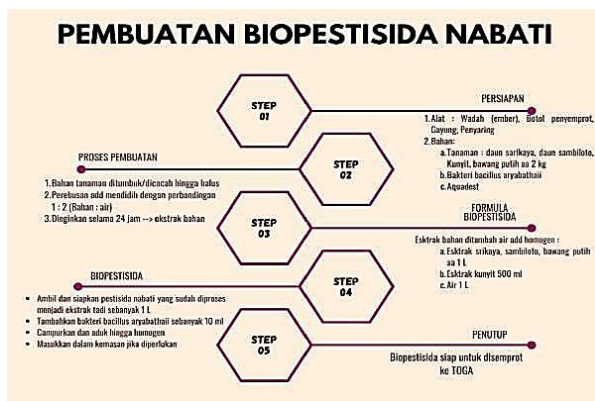 PEMBUATAN BIOPESTISIDA NABATI
STEP
01
PERSIAPAN
1.Alat : Wadah (ember), Botol penyemprot,
Gayung, Penyaring
2.Bahan:
a.Tanaman : daun sarikaya, daun sambiloto,
Kunyit, bawang putih aa 2 kg
b.Bakteri bacillus aryabathaii
c.Aquadest
STEP
02
PROSES PEMBUATAN
1.Bahan tanaman ditumbuk/dicacah hingga halus
2.Perebusan add mendidih dengan perbandingan
1 : 2 (Bahan : air)
3.Dinginkan selama 24 jam --> ekstrak bahan
STEP
03
FORMULA
BIOPESTISIDA
Esktrak bahan ditambah air add homogen :
a.Esktrak srikaya, sambiloto, bawang putih
aa 1 L
b.Esktrak kunyit 500 ml
c.Air 1 L
STEP
04
BIOPESTISIDA
• Ambil dan siapkan pestisida nabati yang sudah diproses
menjadi ekstrak tadi sebanyak 1 L
• Tambahkan bakteri bacillus aryabathaii sebanyak 10 ml
• Campurkan dan aduk hingga homogen
• Masukkan dalam kemasan jika diperlukan
STEP
05
PENUTUP
Biopestisida siap untuk disemprot
ke TOGA